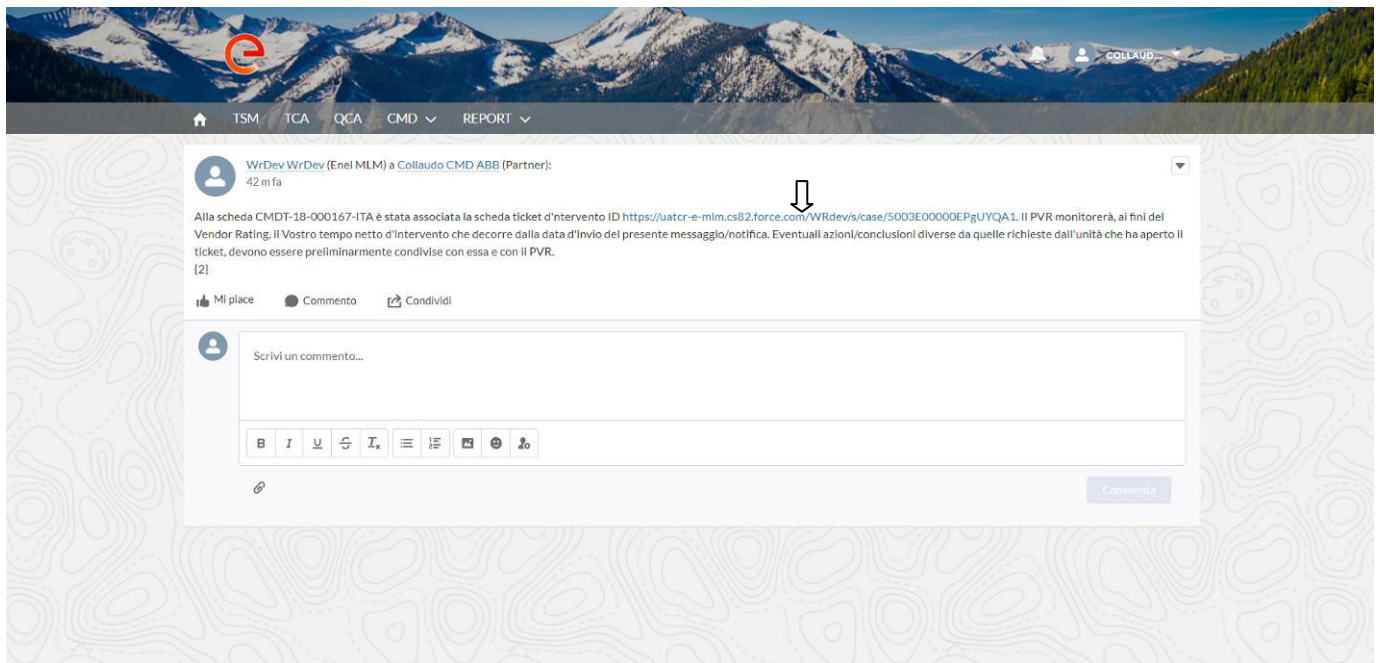 COLLAUD...
TSM TCA QCA CMD REPORT
WrDev WrDev (Enel MLM) a Collaudo CMD ABB (Partner):
42 m fa
Alla scheda CMDT-18-000167-ITA è stata associata la scheda ticket d'ntervento ID https://uatcr-e-mlm.cs82.force.com/WRdev/s/case/5003E00000EPgUYQA1. Il PVR monitorerà, ai fini del
Vendor Rating, il Vostro tempo netto d'intervento che decorre dalla data d'invio del presente messaggio/notifica. Eventuali azioni/conclusioni diverse da quelle richieste dall'unità che ha aperto il
ticket, devono essere preliminarmente condivise con essa e con il PVR.
{2}
Mi piace Commento Condividi
Scrivi un commento...
B I U S Tx
Commenta